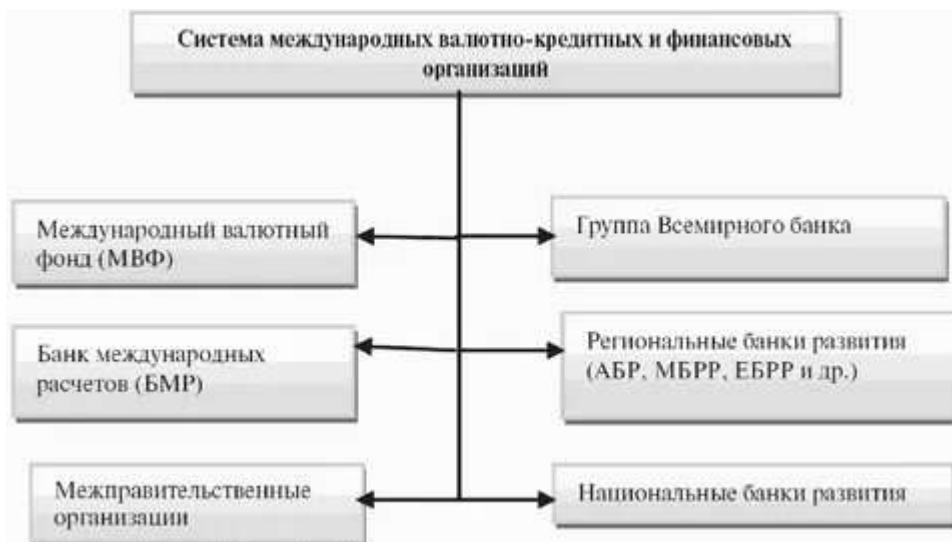 Система международных валютно-кредитных и финансовых
организаций
Международный валютный
фонд (МВФ)
Группа Всемирного банка
Банк международных
расчетов (БМР)
Региональные банки развития
(АБР, МБРР, ЕБРР и др.)
Межправительственные
организации
Национальные банки развития